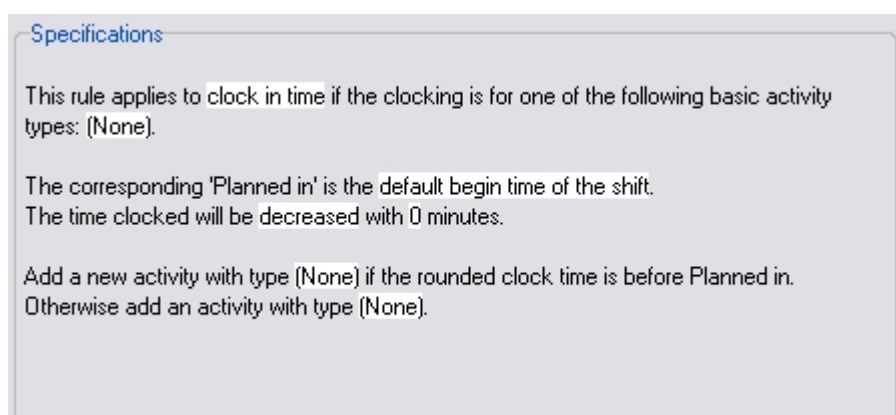 Specifications
This rule applies to clock in time if the clocking is for one of the following basic activity
types: (None).
The corresponding 'Planned in' is the default begin time of the shift.
The time clocked will be decreased with 0 minutes.
Add a new activity with type (None) if the rounded clock time is before Planned in.
Otherwise add an activity with type (None).